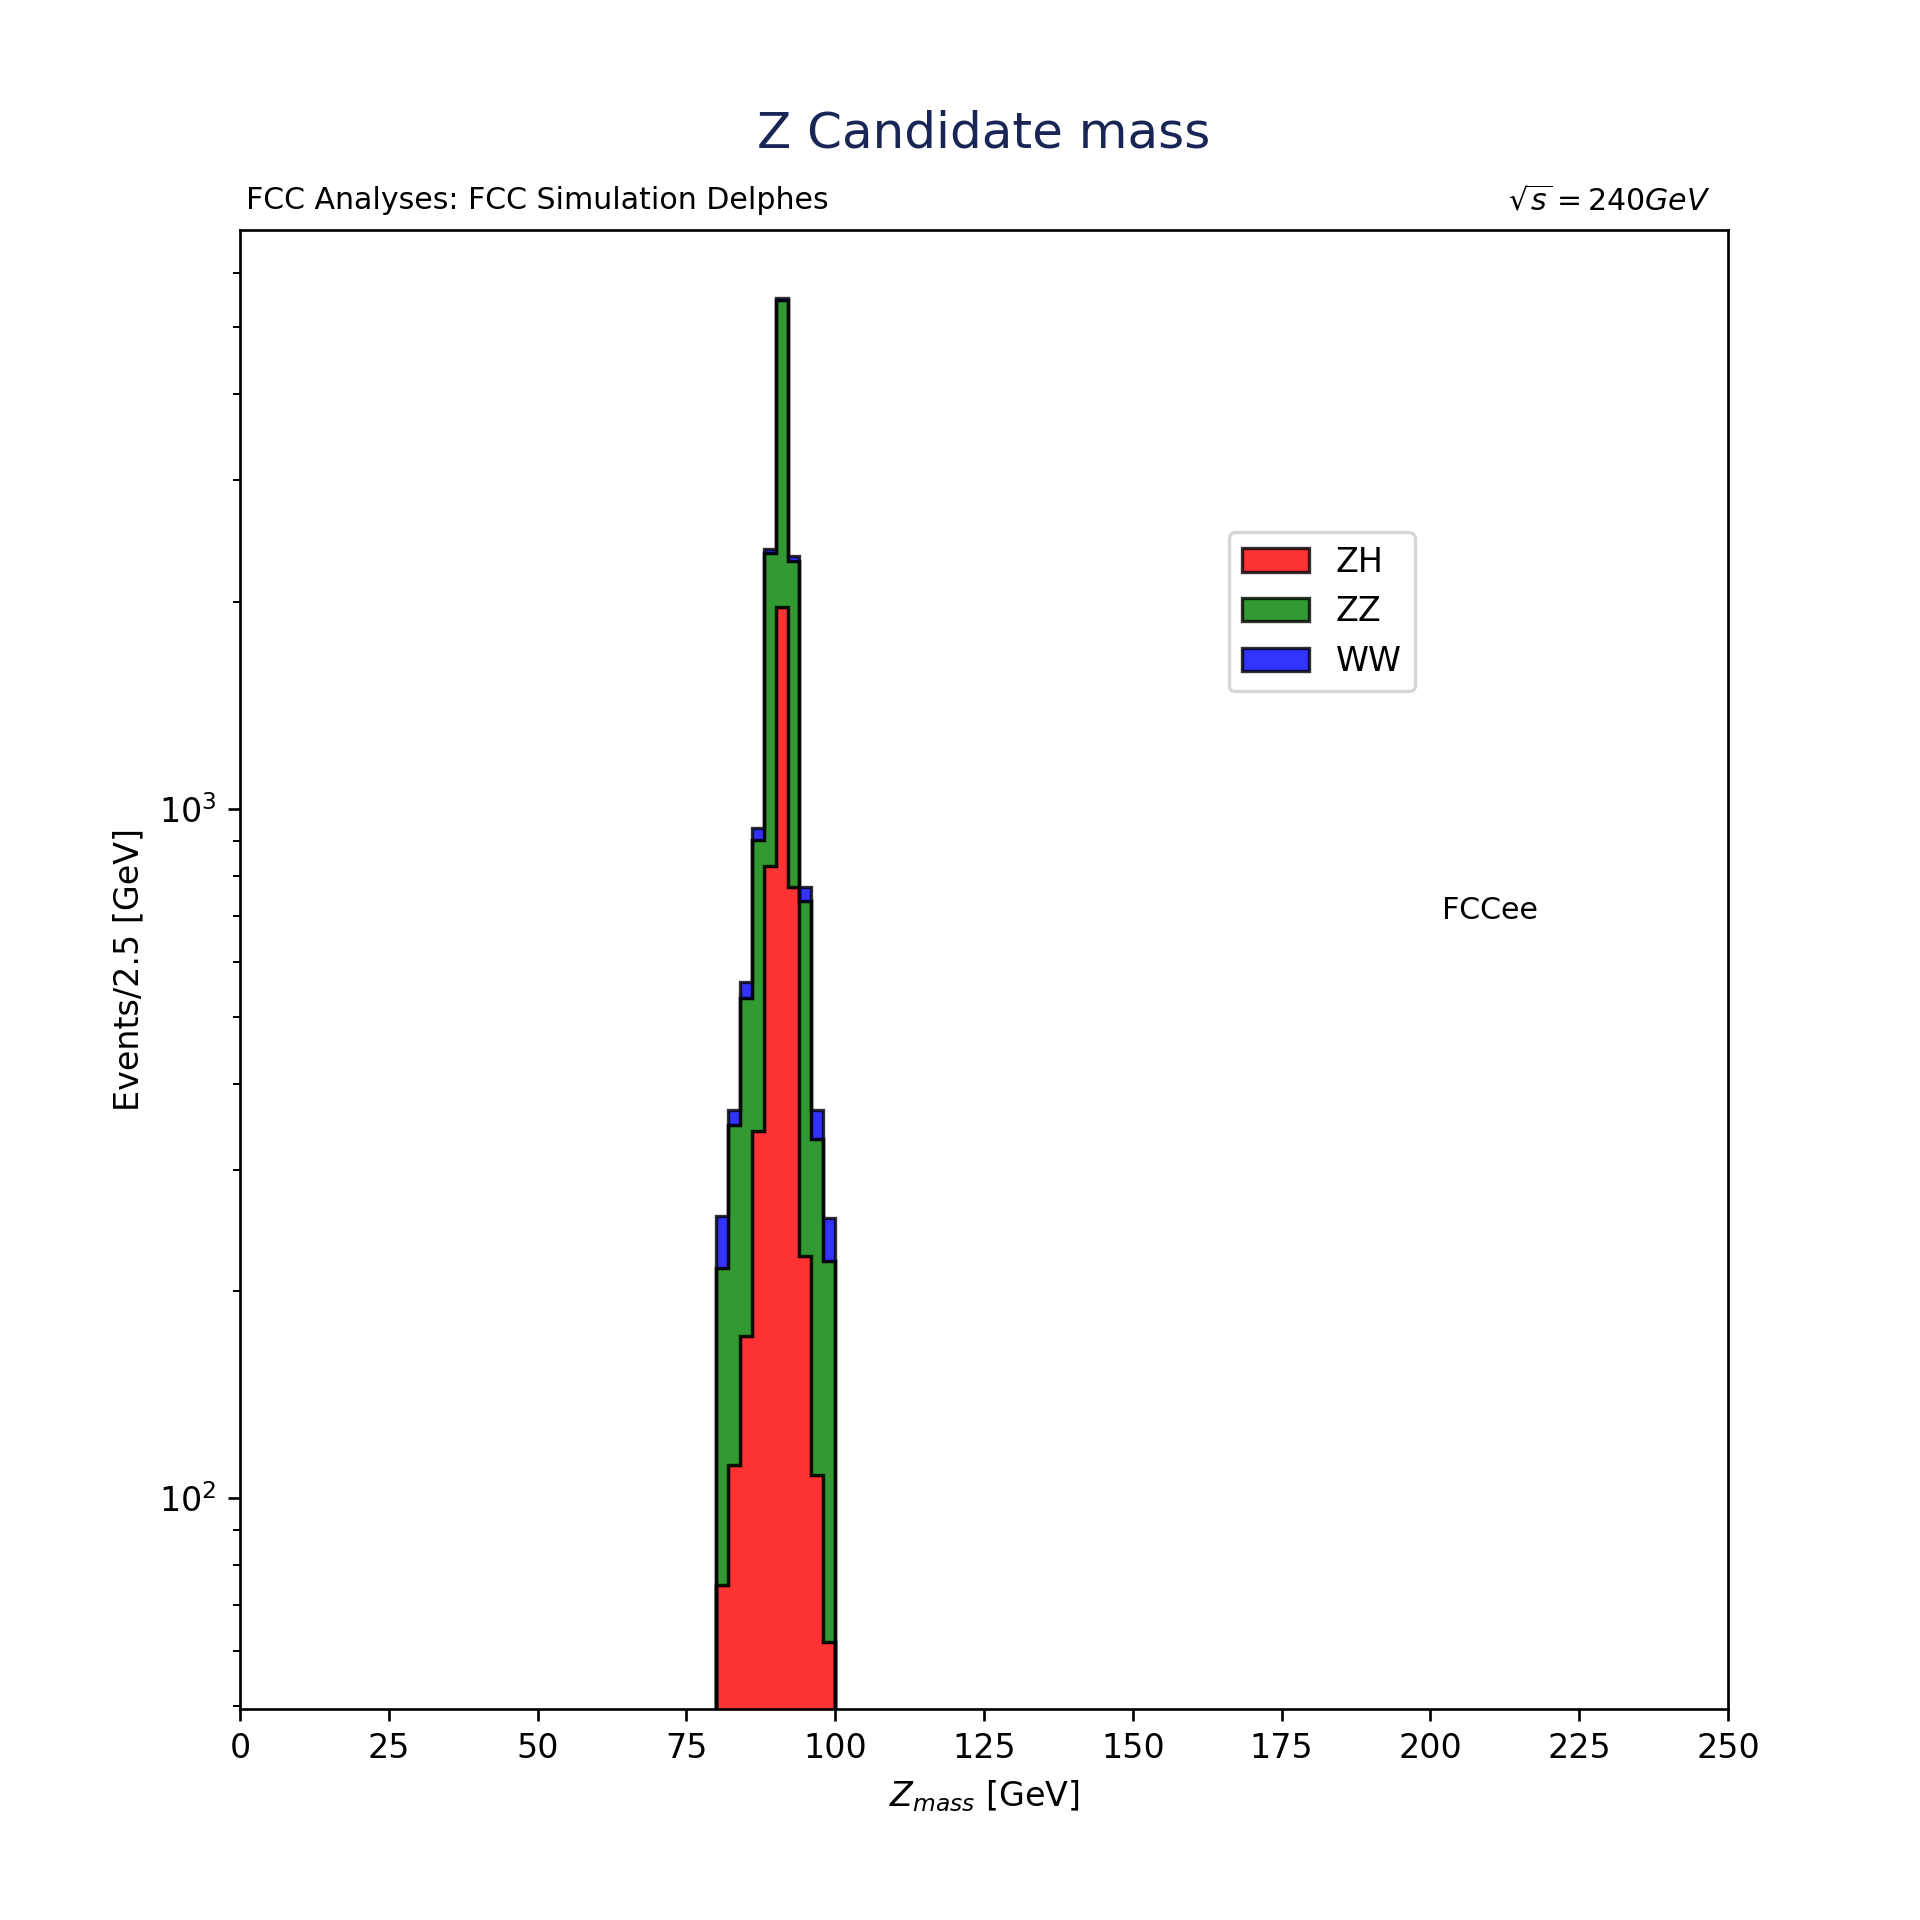 Z Candidate mass
FCC Analyses: FCC Simulation Delphes
√s = 240GeV
ZH
ZZ
WW
10³
FCCee
Events/2.5 [GeV]
10²
0 25 50 75 100 125 150 175 200 225 250
Z_mass [GeV]